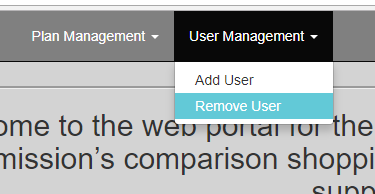 Plan Management User Management
Add User
Remove User
ome to the web portal for the
mission's comparison shoppi
supp